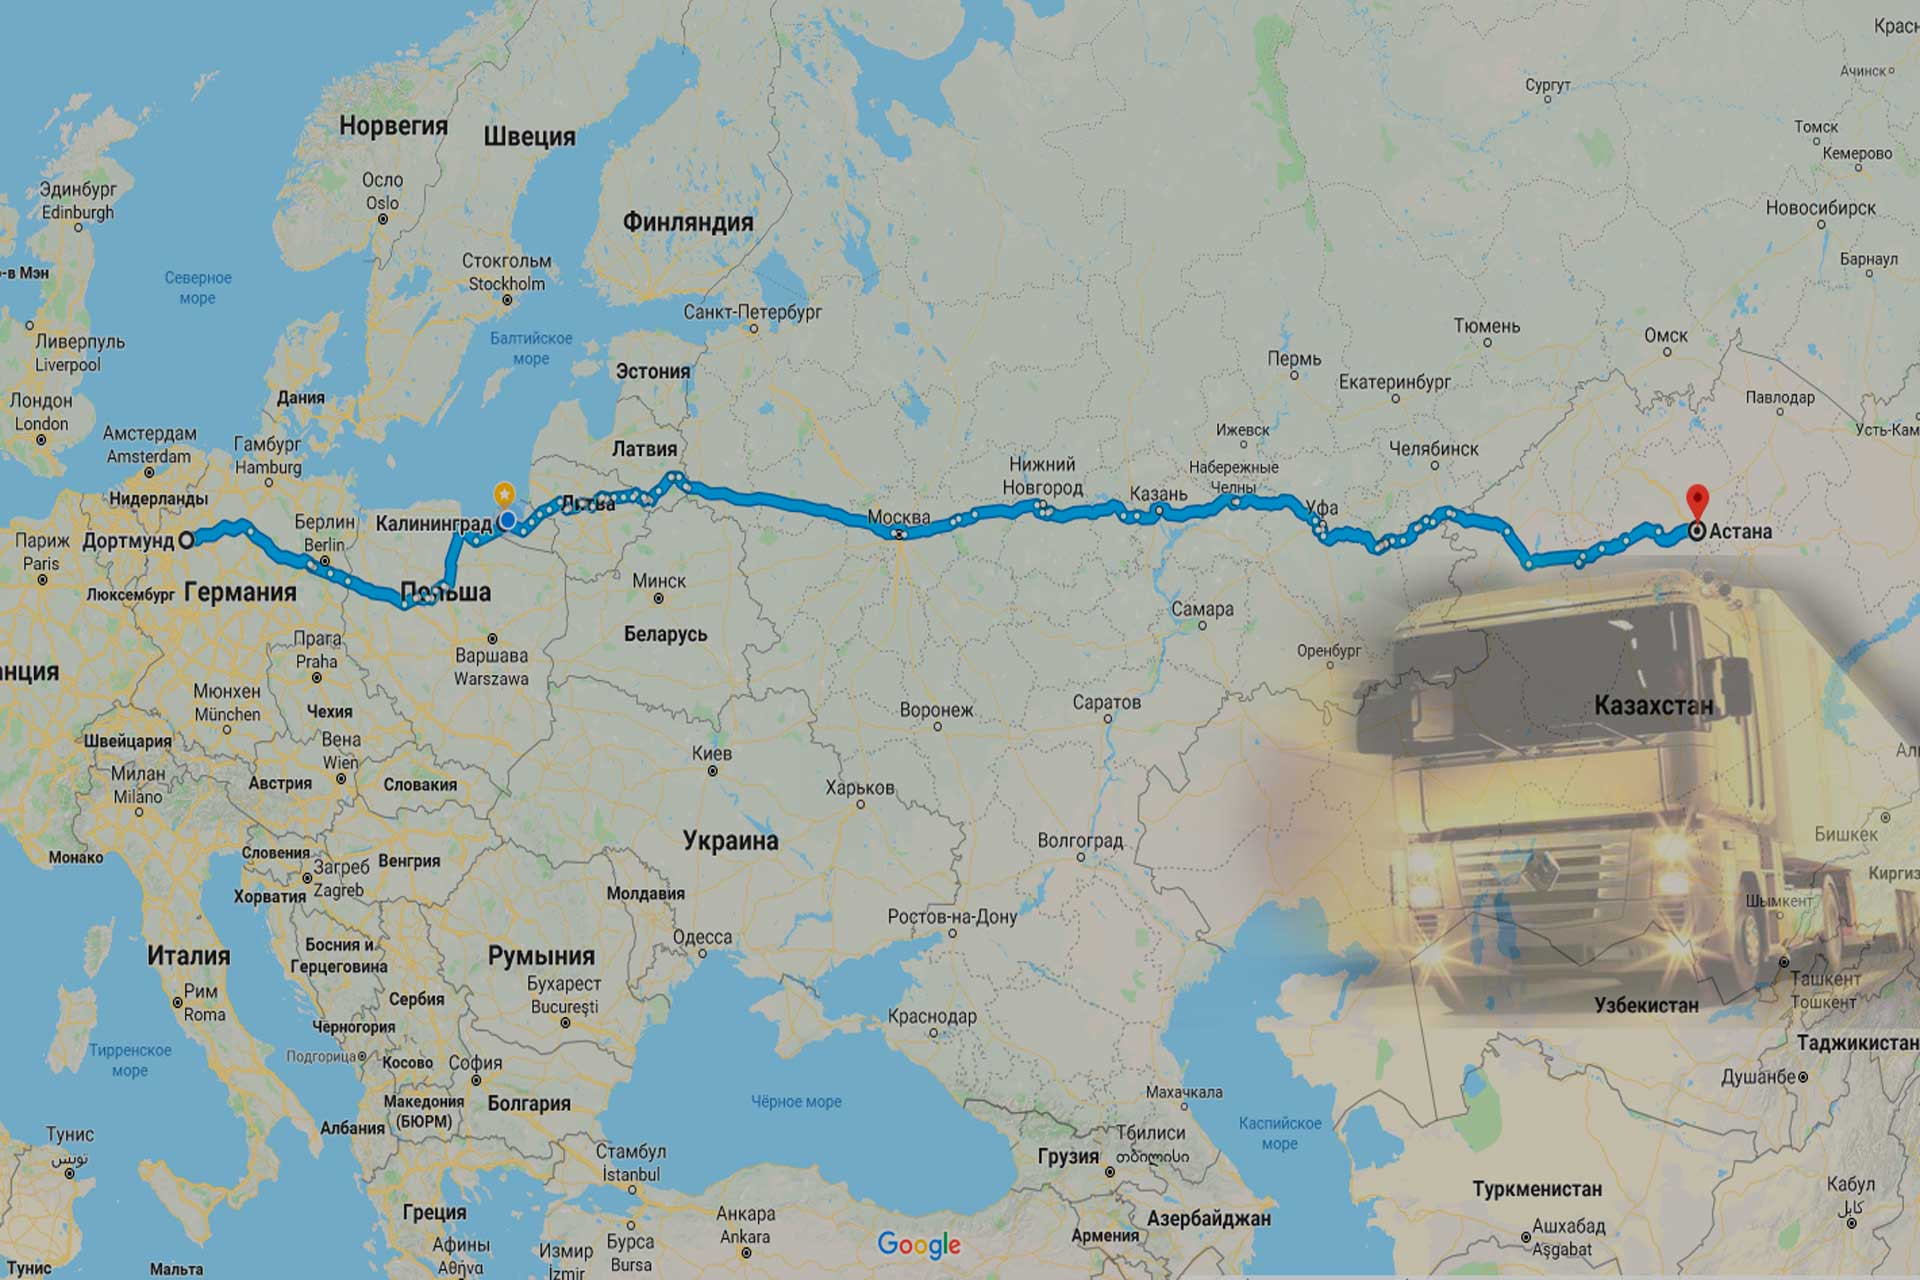 Красн
Ачинск
Сургут
Томск
Кемерово
Норвегия
Швеция
Осло
Oslo
Эдинбург
Edinburgh
Новосибирск
Финляндия
Барнаул
Стокгольм
Stockholm
-в Мэн
Северное
море
Санкт-Петербург
Балтийское
море
Тюмень
Омск
Ливерпуль
Liverpool
Эстония
Пермь
Екатеринбург
Дания
Павлодар
Лондон
London
Амстердам
Amsterdam
Гамбург
Hamburg
Латвия
Ижевск
Усть-Кам
Челябинск
Нижний
Новгород
Набережные
Челны
Казань
Нидерланды
Литва
Уфа
Берлин
Berlin
Калининград
Москва
Астана
Париж
Paris
Дортмунд
Люксембург
Германия
Польша
Минск
Самара
Беларусь
Прага
Praha
Варшава
Warszawa
Оренбург
нция
Мюнхен
München
Чехия
Воронеж
Саратов
Казахстан
Швейцария
Вена
Wien
Киев
Ал
Милан
Milano
Австрия
Словакия
Харьков
Украина
Волгоград
Бишкек
Монако
Словения
Загреб
Zagreb
Венгрия
Киргиз
Хорватия
Молдавия
Шымкент
Ростов-на-Дону
Италия
Босния и
Герцеговина
Румыния
Одесса
Рим
Roma
Бухарест
București
Сербия
Ташкент
Тошкент
Узбекистан
Черногория
Краснодар
Тирренское
море
Подгорица
Косово
София
Таджикистан
Душанбе
Македония
(БЮРМ)
Болгария
Чёрное море
Махачкала
Албания
Каспийское
море
Тунис
تونس
Стамбул
İstanbul
Тбилиси
თბილისი
Грузия
Туркменистан
Кабул
کابل
Греция
Анкара
Ankara
Азербайджан
Армения
Ашхабад
Aşgabat
Афины
Αθήνα
Измир
İzmir
Бурса
Bursa
Google
Тунис
Мальта